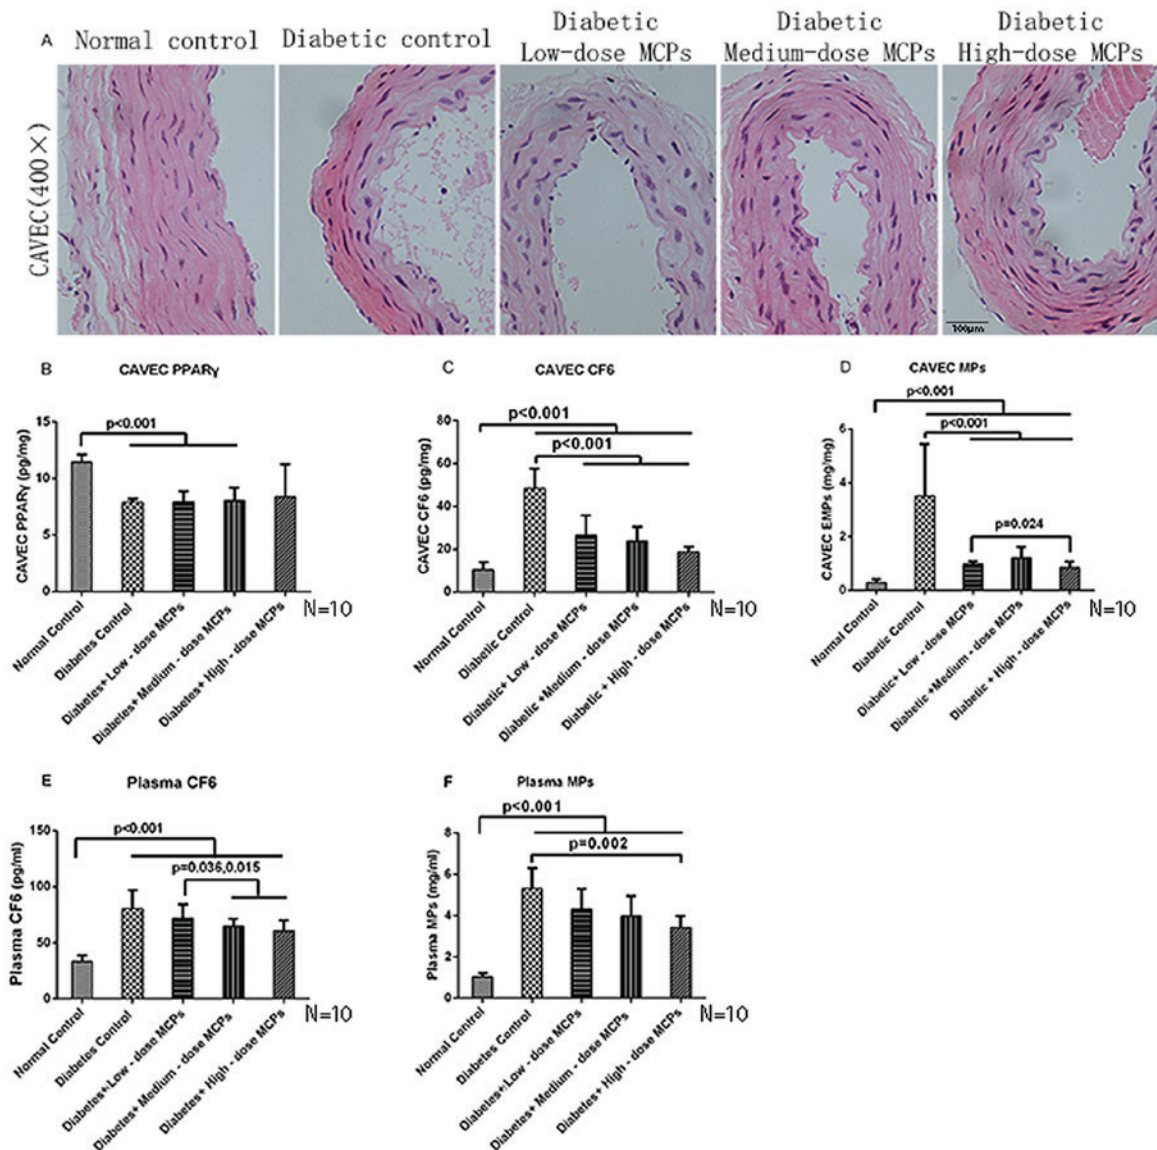 A
Normal control
Diabetic control
Diabetic
Low-dose MCPs
Diabetic
Medium-dose MCPs
Diabetic
High-dose MCPs
CAVEC(400×)
100μm
B
CAVEC PPARγ
CAVEC PPARγ (pg/mg)
15
10
5
0
p<0.001
Normal Control
Diabetes Control
Diabetes+ Low - dose MCPs
Diabetes+ Medium - dose MCPs
Diabetes+ High - dose MCPs
N=10
C
CAVEC CF6
CAVEC CF6 (pg/mg)
80
60
40
20
0
p<0.001
p<0.001
Normal Control
Diabetic Control
Diabetic+ Low - dose MCPs
Diabetic +Medium - dose MCPs
Diabetic + High - dose MCPs
N=10
D
CAVEC MPs
CAVEC EMPs (mg/mg)
6
4
2
0
p<0.001
p<0.001
p=0.024
Normal Control
Diabetic Control
Diabetic+ Low - dose MCPs
Diabetic +Medium - dose MCPs
Diabetic + High - dose MCPs
N=10
E
Plasma CF6
Plasma CF6 (pg/ml)
150
100
50
0
p<0.001
p=0.036,0.015
Normal Control
Diabetes Control
Diabetes+ Low - dose MCPs
Diabetes+ Medium - dose MCPs
Diabetes+ High - dose MCPs
N=10
F
Plasma MPs
Plasma MPs (mg/ml)
8
6
4
2
0
p<0.001
p=0.002
Normal Control
Diabetes Control
Diabetes+ Low - dose MCPs
Diabetes+ Medium - dose MCPs
Diabetes+ High - dose MCPs
N=10